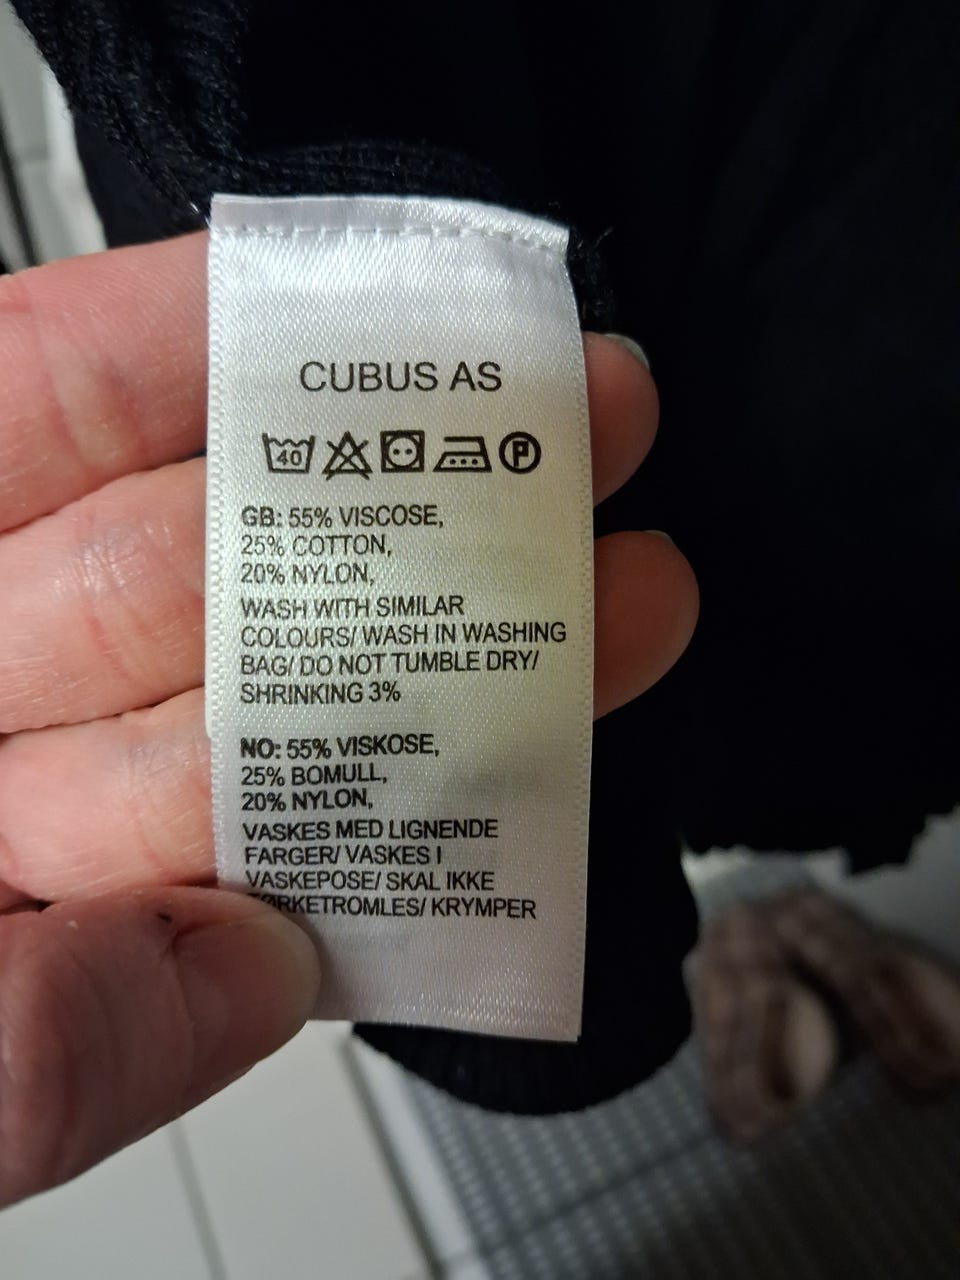 CUBUS AS
40 P
GB: 55% VISCOSE,
25% COTTON,
20% NYLON,
WASH WITH SIMILAR
COLOURS/ WASH IN WASHING
BAG/ DO NOT TUMBLE DRY/
SHRINKING 3%
NO: 55% VISKOSE,
25% BOMULL,
20% NYLON,
VASKES MED LIGNENDE
FARGER/ VASKES I
VASKEPOSE/ SKAL IKKE
TØRKETROMLES/ KRYMPER